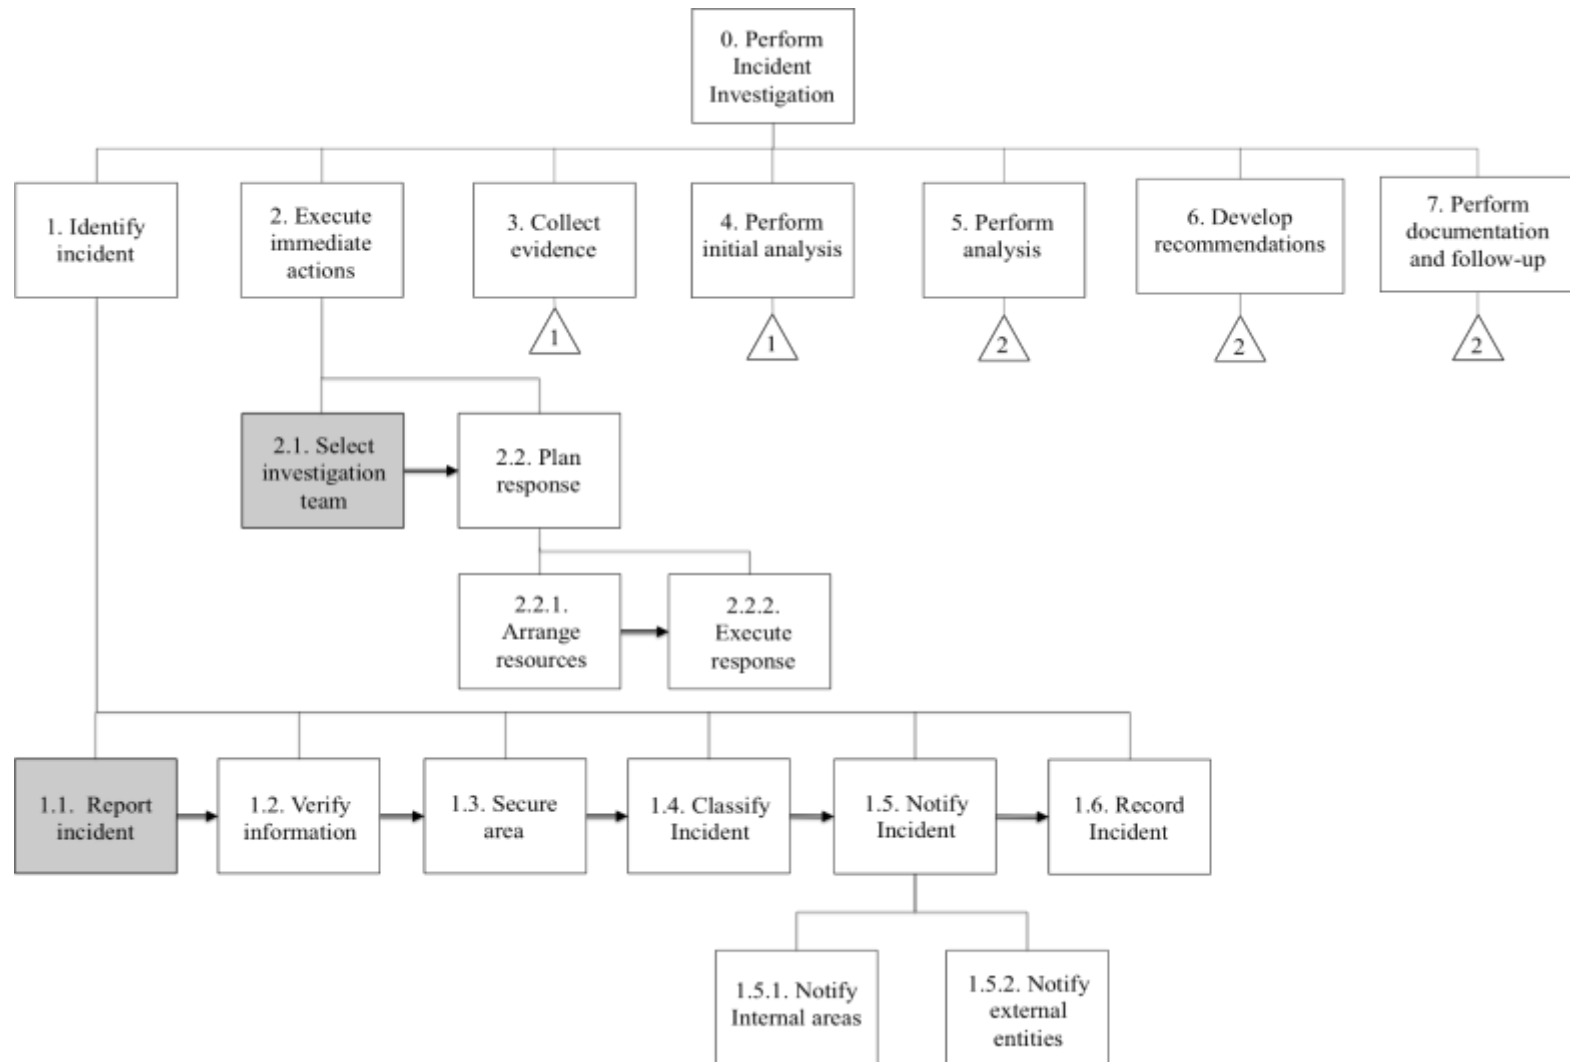 0. Perform
Incident
Investigation
1. Identify
incident
2. Execute
immediate
actions
3. Collect
evidence
4. Perform
initial analysis
5. Perform
analysis
6. Develop
recommendations
7. Perform
documentation
and follow-up
1
1
2
2
2
2.1. Select
investigation
team
2.2. Plan
response
2.2.1.
Arrange
resources
2.2.2.
Execute
response
1.1. Report
incident
1.2. Verify
information
1.3. Secure
area
1.4. Classify
Incident
1.5. Notify
Incident
1.6. Record
Incident
1.5.1. Notify
Internal areas
1.5.2. Notify
external
entities